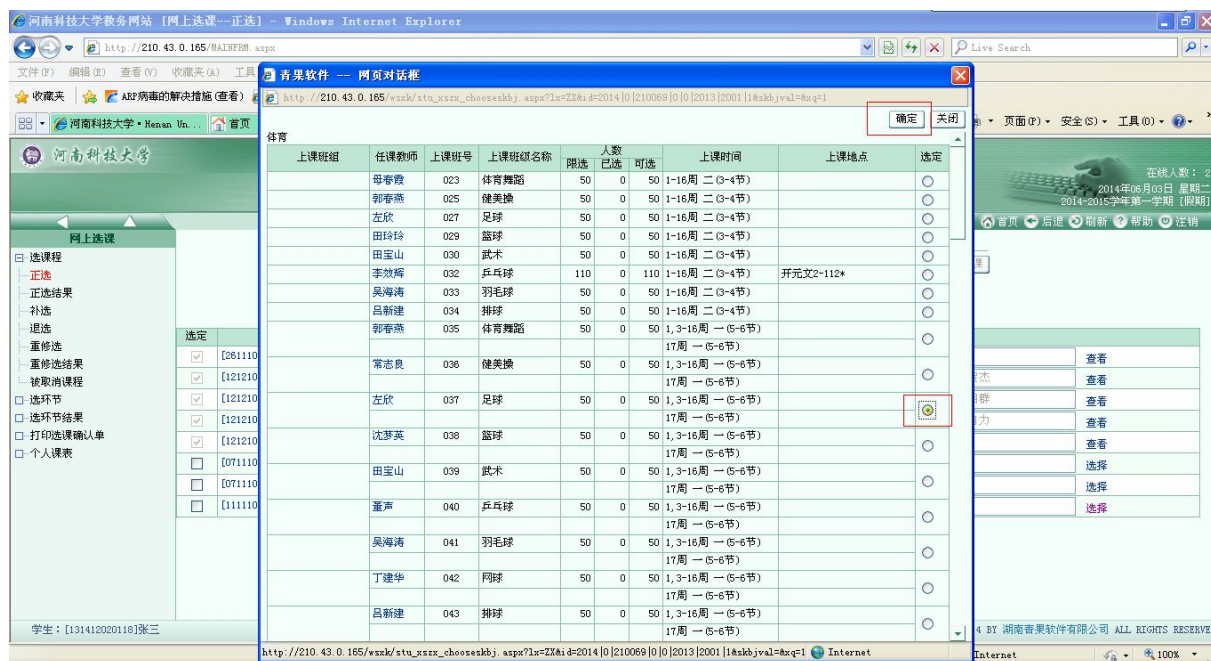 河南科技大学教务网站 [网上选课--正选] - Windows Internet Explorer
http://210.43.0.165/MAINFRM.aspx
Live Search
文件(F) 编辑(E) 查看(V) 收藏夹(A) 工具
青果软件 -- 网页对话框
收藏夹 ARP病毒的解决措施(查看)
http://210.43.0.165/wsxk/stu_xszx_chooseskbj.aspx?lx=ZX&id=2014|0|210069|0|0|2013|2001|1&skbjval=&xq=1
河南科技大学·Henan Un... 首页
页面(P) 安全(S) 工具(O)
确定 关闭
体育
河南科技大学
在线人数: 2
2014年06月03日 星期二
2014-2015学年第一学期 [假期]
首页 后退 刷新 帮助 注销
上课班组 任课教师 上课班号 上课班级名称 人数 上课时间 上课地点 选定
限选 已选 可选
母春霞 023 体育舞蹈 50 0 50 1-16周 二(3-4节)
郭春燕 025 健美操 50 0 50 1-16周 二(3-4节)
左欣 027 足球 50 0 50 1-16周 二(3-4节)
田玲玲 029 篮球 50 0 50 1-16周 二(3-4节)
田宝山 030 武术 50 0 50 1-16周 二(3-4节)
李效辉 032 乒乓球 110 0 110 1-16周 二(3-4节) 开元文2-112*
吴海涛 033 羽毛球 50 0 50 1-16周 二(3-4节)
吕新建 034 排球 50 0 50 1-16周 二(3-4节)
郭春燕 035 体育舞蹈 50 0 50 1,3-16周 一(5-6节)
17周 一(5-6节)
常志良 036 健美操 50 0 50 1,3-16周 一(5-6节)
17周 一(5-6节)
左欣 037 足球 50 0 50 1,3-16周 一(5-6节)
17周 一(5-6节)
沈梦英 038 篮球 50 0 50 1,3-16周 一(5-6节)
17周 一(5-6节)
田宝山 039 武术 50 0 50 1,3-16周 一(5-6节)
17周 一(5-6节)
董声 040 乒乓球 50 0 50 1,3-16周 一(5-6节)
17周 一(5-6节)
吴海涛 041 羽毛球 50 0 50 1,3-16周 一(5-6节)
17周 一(5-6节)
丁建华 042 网球 50 0 50 1,3-16周 一(5-6节)
17周 一(5-6节)
吕新建 043 排球 50 0 50 1,3-16周 一(5-6节)
17周 一(5-6节)
网上选课
选课程
正选
正选结果
补选
退选
重修选
重修选结果
被取消课程
选环节
选环节结果
打印选课确认单
个人课表
选定
[261110 查看
[121210 杰 查看
[121210 群 查看
[121210 力 查看
[121210 查看
[071110 选择
[071110 选择
[111110 选择
学生:[131412020118]张三
4 BY 湖南青果软件有限公司 ALL RIGHTS RESERVE
http://210.43.0.165/wsxk/stu_xszx_chooseskbj.aspx?lx=ZX&id=2014|0|210069|0|0|2013|2001|1&skbjval=&xq=1 Internet
Internet 100%